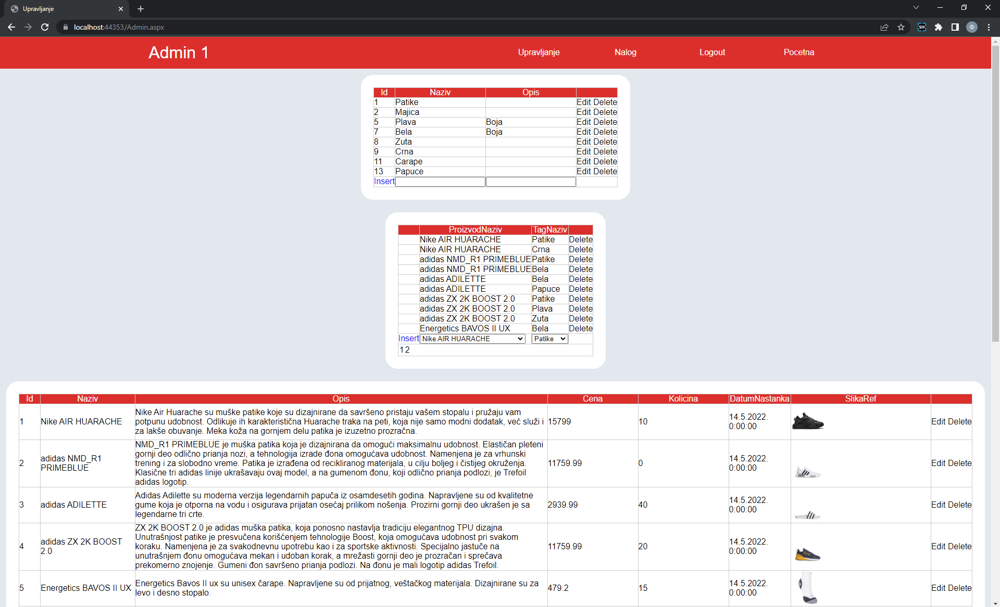 Upravljanje
localhost:44353/Admin.aspx
Admin 1 Upravljanje Nalog Logout Pocetna
Id Naziv Opis
1 Patike Edit Delete
2 Majica Edit Delete
5 Plava Boja Edit Delete
7 Bela Boja Edit Delete
8 Zuta Edit Delete
9 Crna Edit Delete
11 Carape Edit Delete
13 Papuce Edit Delete
Insert
ProizvodNaziv TagNaziv
Nike AIR HUARACHE Patike Delete
Nike AIR HUARACHE Crna Delete
adidas NMD_R1 PRIMEBLUE Patike Delete
adidas NMD_R1 PRIMEBLUE Bela Delete
adidas ADILETTE Bela Delete
adidas ADILETTE Papuce Delete
adidas ZX 2K BOOST 2.0 Patike Delete
adidas ZX 2K BOOST 2.0 Plava Delete
adidas ZX 2K BOOST 2.0 Zuta Delete
Energetics BAVOS II UX Bela Delete
Insert Nike AIR HUARACHE Patike
1 2
Id Naziv Opis Cena Kolicina DatumNastanka SlikaRef
1
Nike AIR HUARACHE
Nike Air Huarache su muške patike koje su dizajnirane da savršeno pristaju vašem stopalu i pružaju vam
potpunu udobnost. Odlikuje ih karakteristična Huarache traka na peti, koja nije samo modni dodatak, već služi i
za lakše obuvanje. Meka koža na gornjem delu patika je izuzetno prozračna.
15799
10
14.5.2022.
0:00:00
Edit Delete
2
adidas NMD_R1
PRIMEBLUE
NMD_R1 PRIMEBLUE je muška patika koja je dizajnirana da omogući maksimalnu udobnost. Elastičan pleteni
gornji deo odlično prianja nozi, a tehnologija izrade đona omogućava udobnost. Namenjena je za vrhunski
trening i za slobodno vreme. Patika je izrađena od recikliranog materijala, u cilju boljeg i čistijeg okruženja.
Klasične tri adidas linije ukrašavaju ovaj model, a na gumenom đonu, koji odlično prianja podlozi, je Trefoil
adidas logotip.
11759.99
0
14.5.2022.
0:00:00
Edit Delete
3
adidas ADILETTE
Adidas Adilette su moderna verzija legendarnih papuča iz osamdesetih godina. Napravljene su od kvalitetne
gume koja je otporna na vodu i osigurava prijatan osećaj prilikom nošenja. Prozirni gornji deo ukrašen je sa
legendarne tri crte.
2939.99
40
14.5.2022.
0:00:00
Edit Delete
4
adidas ZX 2K BOOST
2.0
ZX 2K BOOST 2.0 je adidas muška patika, koja ponosno nastavlja tradiciju elegantnog TPU dizajna.
Unutrašnjost patike je presvučena korišćenjem tehnologije Boost, koja omogućava udobnost pri svakom
koraku. Namenjena je za svakodnevnu upotrebu kao i za sportske aktivnosti. Specijalno jastuče na
unutrašnjem đonu omogućava mekan i udoban korak, a mrežasti gornji deo je prozračan i sprečava
prekomerno znojenje. Gumeni đon savršeno prianja podlozi. Na đonu je mali logotip adidas Trefoil.
11759.99
20
14.5.2022.
0:00:00
Edit Delete
5
Energetics BAVOS II UX
Energetics Bavos II ux su unisex čarape. Napravljene su od prijatnog, veštačkog materijala. Dizajnirane su za
levo i desno stopalo.
479.2
15
14.5.2022.
0:00:00
Edit Delete